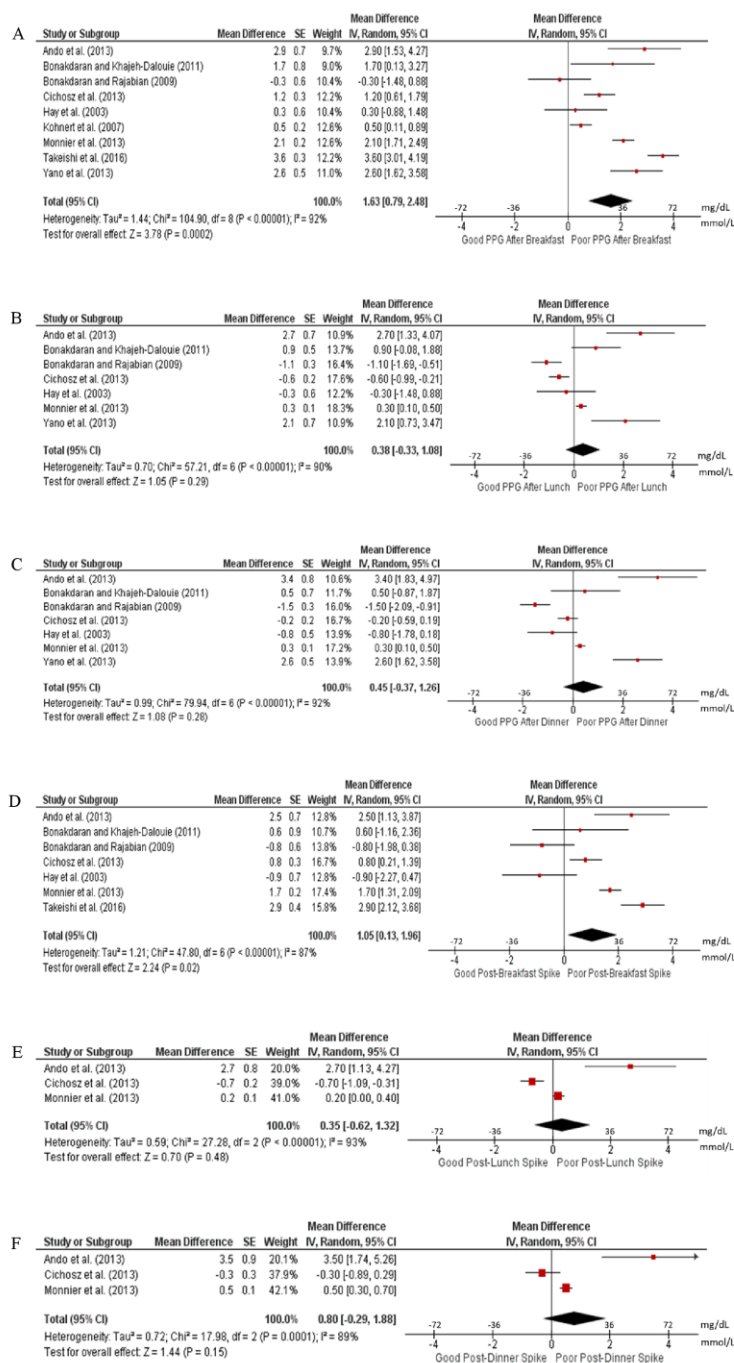 A
Mean Difference
Mean Difference
Study or Subgroup Mean Difference SE Weight IV, Random, 95% CI IV, Random, 95% CI
Ando et al. (2013) 2.9 0.7 9.7% 2.90 [1.53, 4.27]
Bonakdaran and Khajeh-Dalouie (2011) 1.7 0.8 9.0% 1.70 [0.13, 3.27]
Bonakdaran and Rajabian (2009) -0.3 0.6 10.4% -0.30 [-1.48, 0.88]
Cichosz et al. (2013) 1.2 0.3 12.2% 1.20 [0.61, 1.79]
Hay et al. (2003) 0.3 0.6 10.4% 0.30 [-0.88, 1.48]
Kohnert et al. (2007) 0.5 0.2 12.6% 0.50 [0.11, 0.89]
Monnier et al. (2013) 2.1 0.2 12.6% 2.10 [1.71, 2.49]
Takeishi et al. (2016) 3.6 0.3 12.2% 3.60 [3.01, 4.19]
Yano et al. (2013) 2.6 0.5 11.0% 2.60 [1.62, 3.58]
Total (95% CI) 100.0% 1.63 [0.79, 2.48]
Heterogeneity: Tau² = 1.44; Chi² = 104.90, df = 8 (P < 0.00001); I² = 92%
Test for overall effect: Z = 3.78 (P = 0.0002)
-72 -36 36 72 mg/dL
-4 -2 0 2 4 mmol/L
Good PPG After Breakfast Poor PPG After Breakfast
B
Mean Difference
Mean Difference
Study or Subgroup Mean Difference SE Weight IV, Random, 95% CI IV, Random, 95% CI
Ando et al. (2013) 2.7 0.7 10.9% 2.70 [1.33, 4.07]
Bonakdaran and Khajeh-Dalouie (2011) 0.9 0.5 13.7% 0.90 [-0.08, 1.88]
Bonakdaran and Rajabian (2009) -1.1 0.3 16.4% -1.10 [-1.69, -0.51]
Cichosz et al. (2013) -0.6 0.2 17.6% -0.60 [-0.99, -0.21]
Hay et al. (2003) -0.3 0.6 12.2% -0.30 [-1.48, 0.88]
Monnier et al. (2013) 0.3 0.1 18.3% 0.30 [0.10, 0.50]
Yano et al. (2013) 2.1 0.7 10.9% 2.10 [0.73, 3.47]
Total (95% CI) 100.0% 0.38 [-0.33, 1.08]
Heterogeneity: Tau² = 0.70; Chi² = 57.21, df = 6 (P < 0.00001); I² = 90%
Test for overall effect: Z = 1.05 (P = 0.29)
-72 -36 36 72 mg/dL
-4 -2 0 2 4 mmol/L
Good PPG After Lunch Poor PPG After Lunch
C
Mean Difference
Mean Difference
Study or Subgroup Mean Difference SE Weight IV, Random, 95% CI IV, Random, 95% CI
Ando et al. (2013) 3.4 0.8 10.6% 3.40 [1.83, 4.97]
Bonakdaran and Khajeh-Dalouie (2011) 0.5 0.7 11.7% 0.50 [-0.87, 1.87]
Bonakdaran and Rajabian (2009) -1.5 0.3 16.0% -1.50 [-2.09, -0.91]
Cichosz et al. (2013) -0.2 0.2 16.8% -0.20 [-0.59, 0.19]
Hay et al. (2003) -0.8 0.5 13.9% -0.80 [-1.78, 0.18]
Monnier et al. (2013) 0.3 0.1 17.2% 0.30 [0.10, 0.50]
Yano et al. (2013) 2.6 0.5 13.9% 2.60 [1.62, 3.58]
Total (95% CI) 100.0% 0.45 [-0.37, 1.26]
Heterogeneity: Tau² = 0.99; Chi² = 79.94, df = 6 (P < 0.00001); I² = 92%
Test for overall effect: Z = 1.08 (P = 0.28)
-72 -36 36 72 mg/dL
-4 -2 0 2 4 mmol/L
Good PPG After Dinner Poor PPG After Dinner
D
Mean Difference
Mean Difference
Study or Subgroup Mean Difference SE Weight IV, Random, 95% CI IV, Random, 95% CI
Ando et al. (2013) 2.5 0.7 12.8% 2.50 [1.13, 3.87]
Bonakdaran and Khajeh-Dalouie (2011) 0.6 0.9 10.7% 0.60 [-1.16, 2.36]
Bonakdaran and Rajabian (2009) -0.8 0.6 13.8% -0.80 [-1.98, 0.38]
Cichosz et al. (2013) 0.8 0.3 16.7% 0.80 [0.21, 1.39]
Hay et al. (2003) -0.9 0.7 12.8% -0.90 [-2.27, 0.47]
Monnier et al. (2013) 1.7 0.2 17.4% 1.70 [1.31, 2.09]
Takeishi et al. (2016) 2.9 0.4 15.8% 2.90 [2.12, 3.68]
Total (95% CI) 100.0% 1.05 [0.13, 1.96]
Heterogeneity: Tau² = 1.21; Chi² = 47.80, df = 6 (P < 0.00001); I² = 87%
Test for overall effect: Z = 2.24 (P = 0.02)
-72 -36 36 72 mg/dL
-4 -2 0 2 4 mmol/L
Good Post-Breakfast Spike Poor Post-Breakfast Spike
E
Mean Difference
Mean Difference
Study or Subgroup Mean Difference SE Weight IV, Random, 95% CI IV, Random, 95% CI
Ando et al. (2013) 2.7 0.8 20.0% 2.70 [1.13, 4.27]
Cichosz et al. (2013) -0.7 0.2 39.0% -0.70 [-1.09, -0.31]
Monnier et al. (2013) 0.2 0.1 41.0% 0.20 [0.00, 0.40]
Total (95% CI) 100.0% 0.35 [-0.62, 1.32]
Heterogeneity: Tau² = 0.59; Chi² = 27.28, df = 2 (P < 0.00001); I² = 93%
Test for overall effect: Z = 0.70 (P = 0.48)
-72 -36 36 72 mg/dL
-4 -2 0 2 4 mmol/L
Good Post-Lunch Spike Poor Post-Lunch Spike
F
Mean Difference
Mean Difference
Study or Subgroup Mean Difference SE Weight IV, Random, 95% CI IV, Random, 95% CI
Ando et al. (2013) 3.5 0.9 20.1% 3.50 [1.74, 5.26]
Cichosz et al. (2013) -0.3 0.3 37.9% -0.30 [-0.89, 0.29]
Monnier et al. (2013) 0.5 0.1 42.1% 0.50 [0.30, 0.70]
Total (95% CI) 100.0% 0.80 [-0.29, 1.88]
Heterogeneity: Tau² = 0.72; Chi² = 17.98, df = 2 (P = 0.0001); I² = 89%
Test for overall effect: Z = 1.44 (P = 0.15)
-72 -36 36 72 mg/dL
-4 -2 0 2 4 mmol/L
Good Post-Dinner Spike Poor Post-Dinner Spike